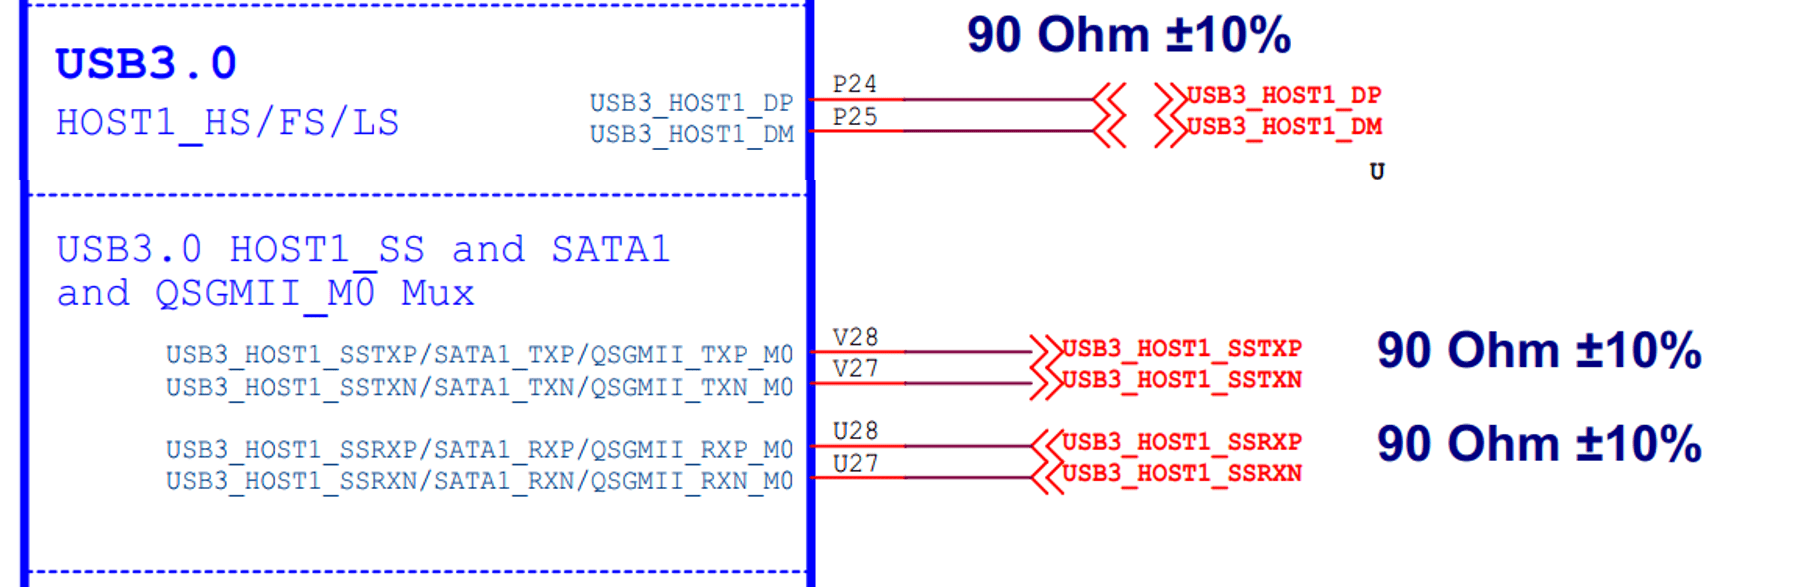 90 Ohm ±10%
USB3.0
HOST1_HS/FS/LS
USB3_HOST1_DP P24 USB3_HOST1_DP
USB3_HOST1_DM P25 USB3_HOST1_DM
U
USB3.0 HOST1_SS and SATA1
and QSGMII_M0 Mux
USB3_HOST1_SSTXP/SATA1_TXP/QSGMII_TXP_M0 V28 USB3_HOST1_SSTXP 90 Ohm ±10%
USB3_HOST1_SSTXN/SATA1_TXN/QSGMII_TXN_M0 V27 USB3_HOST1_SSTXN
USB3_HOST1_SSRXP/SATA1_RXP/QSGMII_RXP_M0 U28 USB3_HOST1_SSRXP 90 Ohm ±10%
USB3_HOST1_SSRXN/SATA1_RXN/QSGMII_RXN_M0 U27 USB3_HOST1_SSRXN